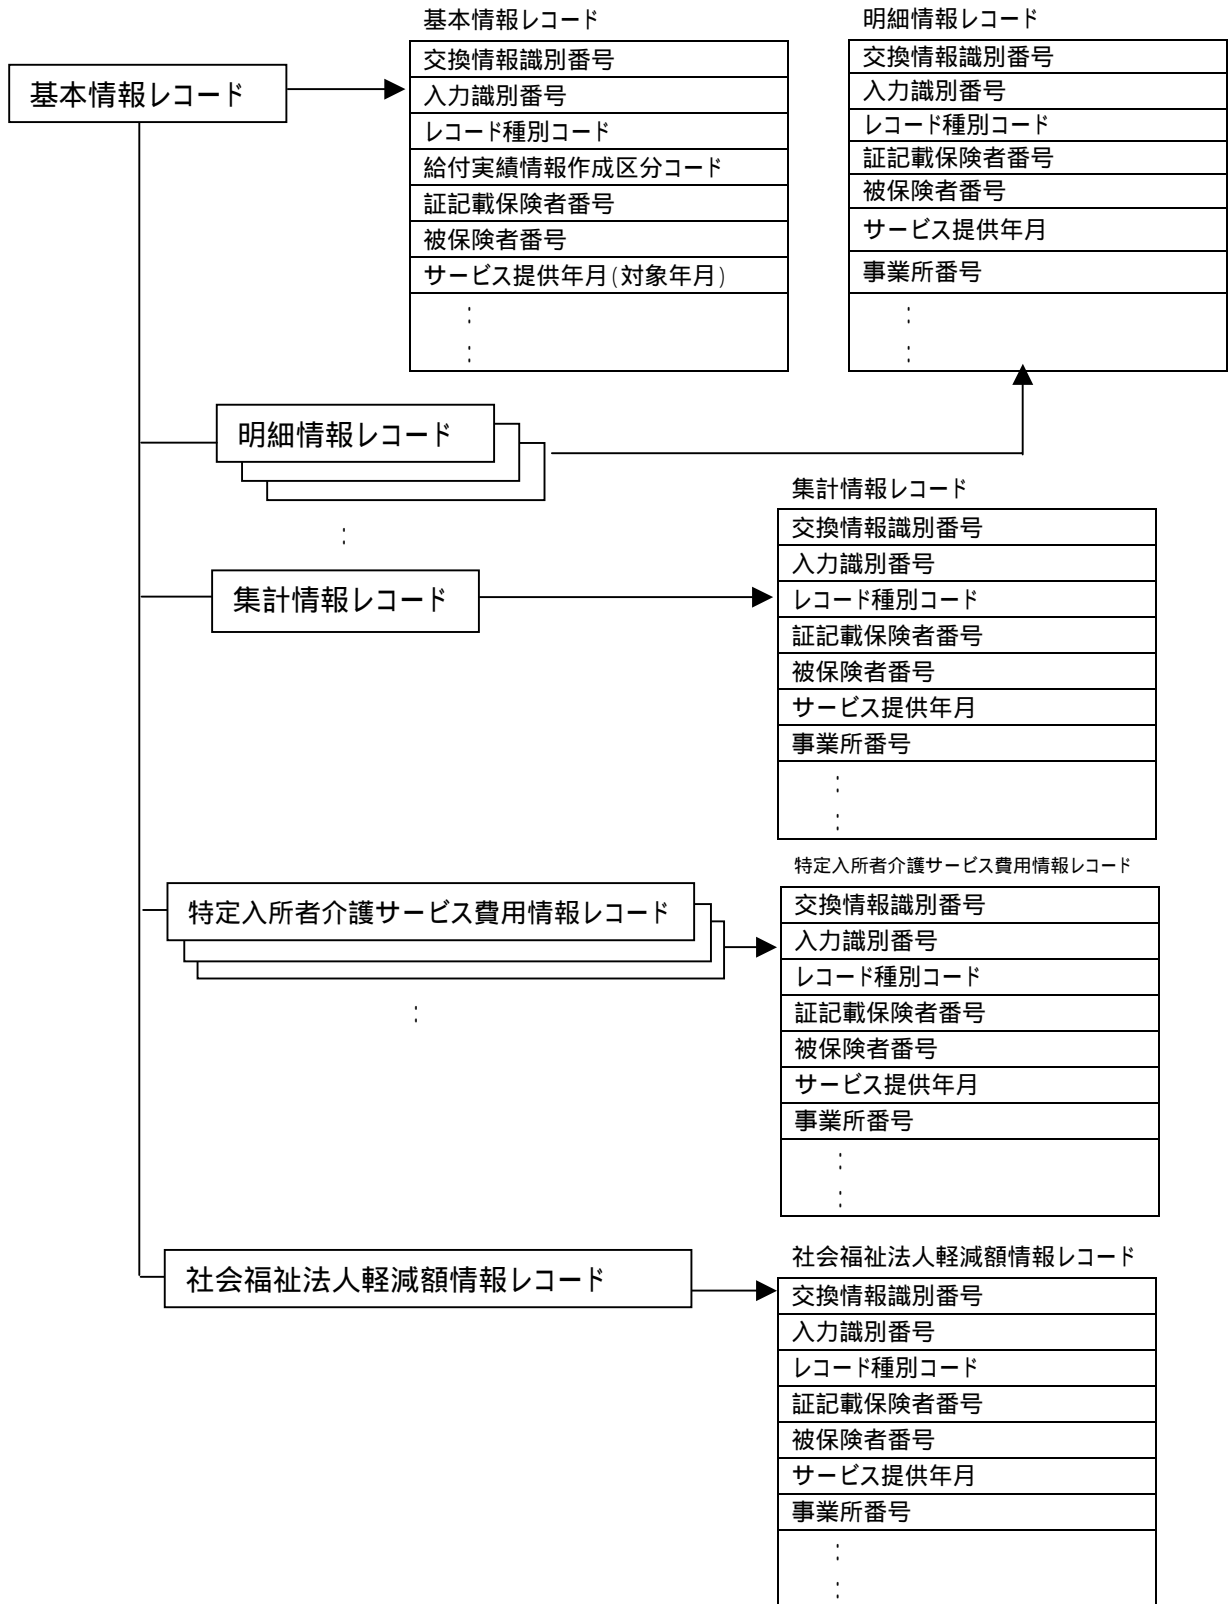 基本情報レコード
基本情報レコード
交換情報識別番号
入力識別番号
レコード種別コード
給付実績情報作成区分コード
証記載保険者番号
被保険者番号
サービス提供年月(対象年月)
:
:
明細情報レコード
交換情報識別番号
入力識別番号
レコード種別コード
証記載保険者番号
被保険者番号
サービス提供年月
事業所番号
:
:
明細情報レコード
:
集計情報レコード
集計情報レコード
交換情報識別番号
入力識別番号
レコード種別コード
証記載保険者番号
被保険者番号
サービス提供年月
事業所番号
:
:
特定入所者介護サービス費用情報レコード
:
特定入所者介護サービス費用情報レコード
交換情報識別番号
入力識別番号
レコード種別コード
証記載保険者番号
被保険者番号
サービス提供年月
事業所番号
:
:
社会福祉法人軽減額情報レコード
社会福祉法人軽減額情報レコード
交換情報識別番号
入力識別番号
レコード種別コード
証記載保険者番号
被保険者番号
サービス提供年月
事業所番号
:
: